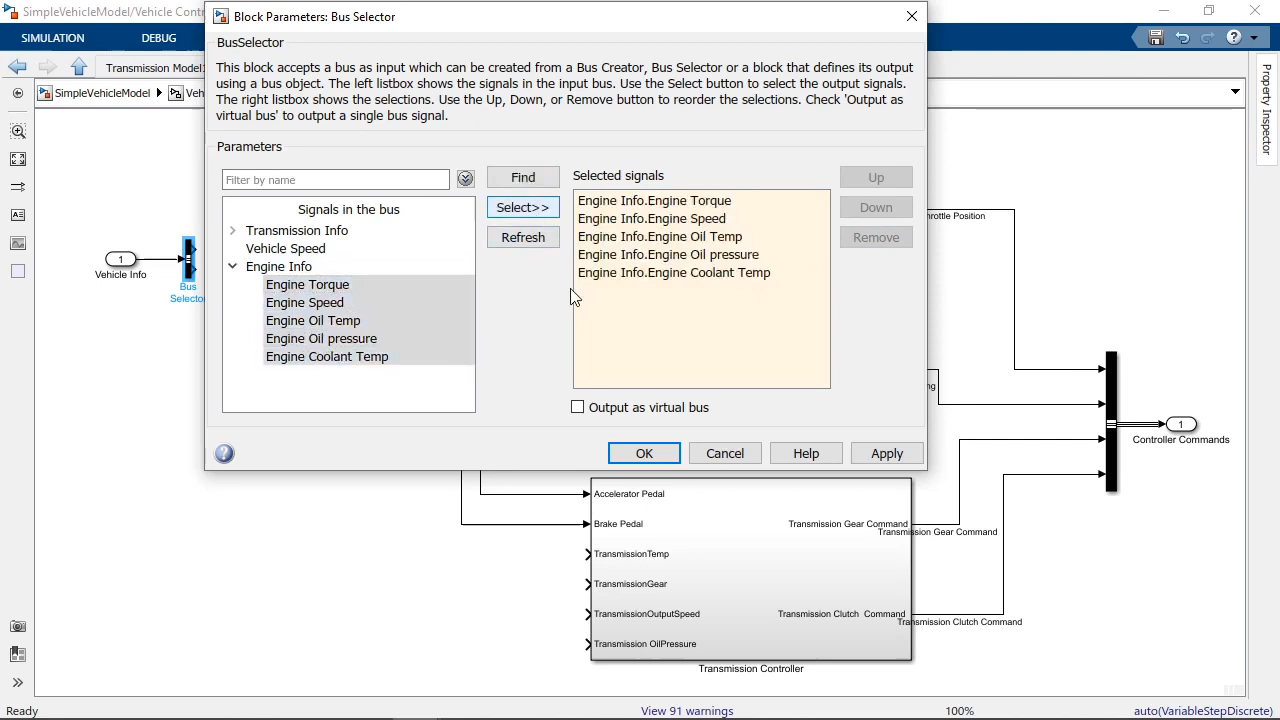 SimpleVehicleModel/Vehicle Contr
Block Parameters: Bus Selector
SIMULATION
DEBUG
BusSelector
This block accepts a bus as input which can be created from a Bus Creator, Bus Selector or a block that defines its output
using a bus object. The left listbox shows the signals in the input bus. Use the Select button to select the output signals.
The right listbox shows the selections. Use the Up, Down, or Remove button to reorder the selections. Check 'Output as
virtual bus' to output a single bus signal.
Transmission Model
SimpleVehicleModel
Veh
Property Inspector
Parameters
Filter by name
Find
Selected signals
Up
Signals in the bus
Select>>
Down
Refresh
Remove
Transmission Info
Vehicle Speed
Engine Info
Engine Torque
Engine Speed
Engine Oil Temp
Engine Oil pressure
Engine Coolant Temp
Engine Info.Engine Torque
Engine Info.Engine Speed
Engine Info.Engine Oil Temp
Engine Info.Engine Oil pressure
Engine Info.Engine Coolant Temp
Output as virtual bus
OK
Cancel
Help
Apply
1
Vehicle Info
Bus
Selector
hrottle Position
ng
1
Controller Commands
Accelerator Pedal
Brake Pedal
TransmissionTemp
TransmissionGear
TransmissionOutputSpeed
Transmission OilPressure
Transmission Gear Command
Transmission Gear Command
Transmission Clutch Command
Transmission Clutch Command
Transmission Controller
Ready
View 91 warnings
100%
auto(VariableStepDiscrete)